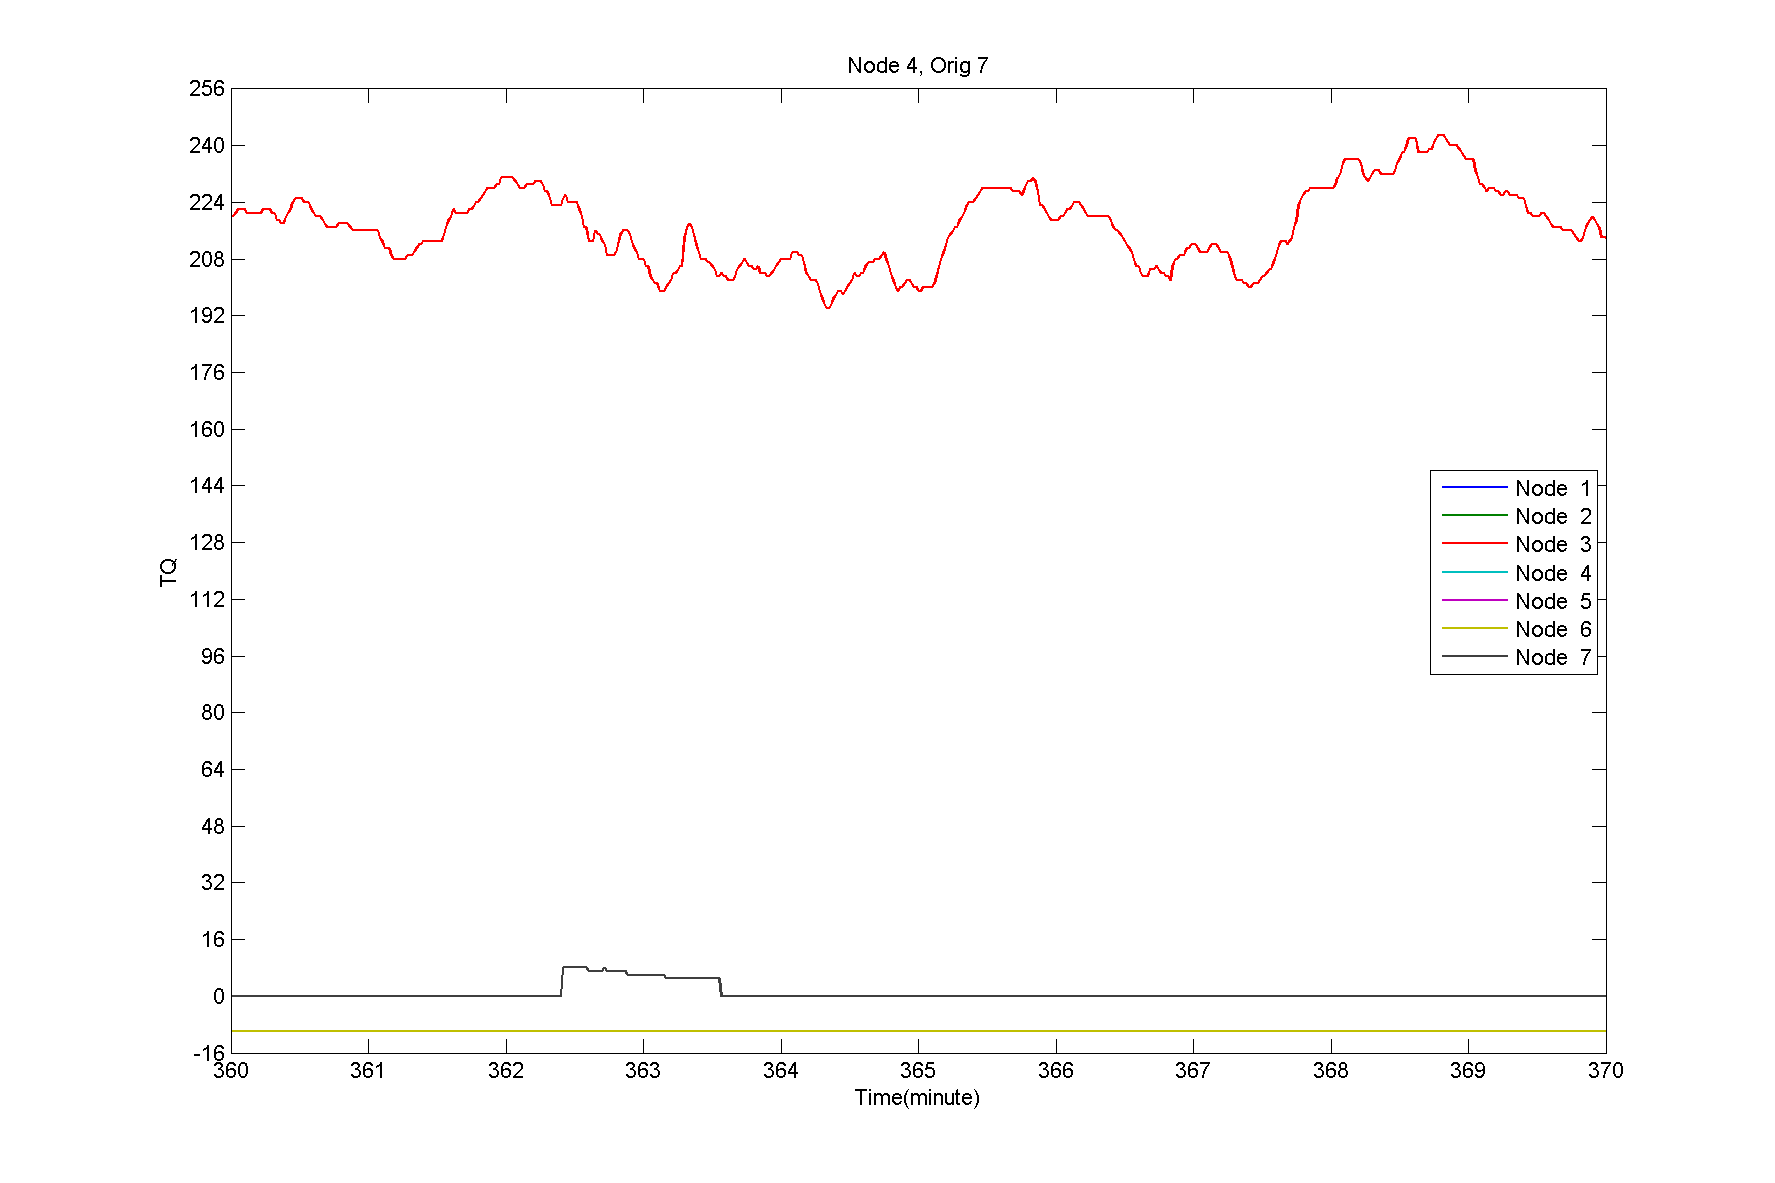 Node 4, Orig 7
256
240
224
208
192
176
160
144
128
112
96
80
64
48
32
16
0
-16
TQ
360 361 362 363 364 365 366 367 368 369 370
Time(minute)
Node 1
Node 2
Node 3
Node 4
Node 5
Node 6
Node 7